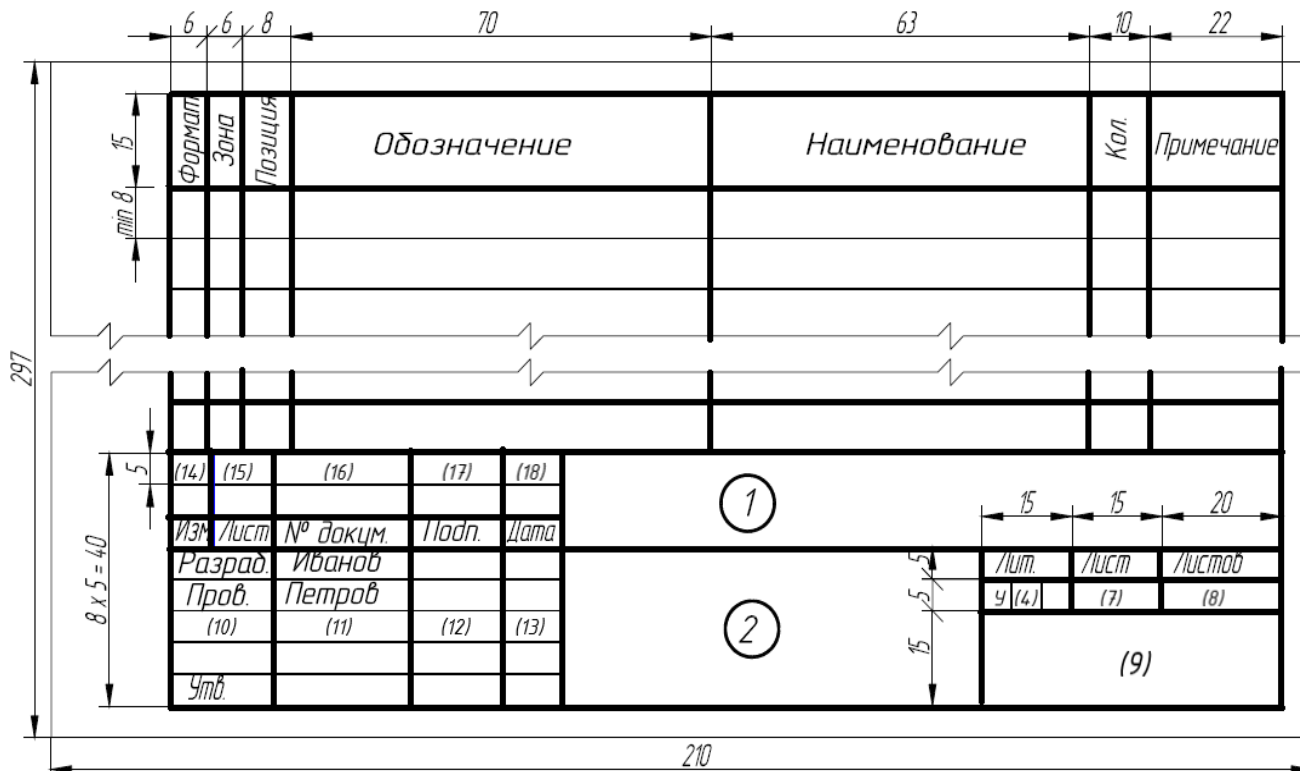 6 6 8 70 63 10 22
15 Формат Зона Позиция Обозначение Наименование Кол. Примечание
min 8
297
5 (14) (15) (16) (17) (18)
1
15 15 20
Изм Лист № докум. Подп. Дата
8 x 5 = 40
Разраб. Иванов 5 Лит. Лист Листов
Пров. Петров 5 У (4) (7) (8)
(10) (11) (12) (13) 2
15 (9)
Утв.
210